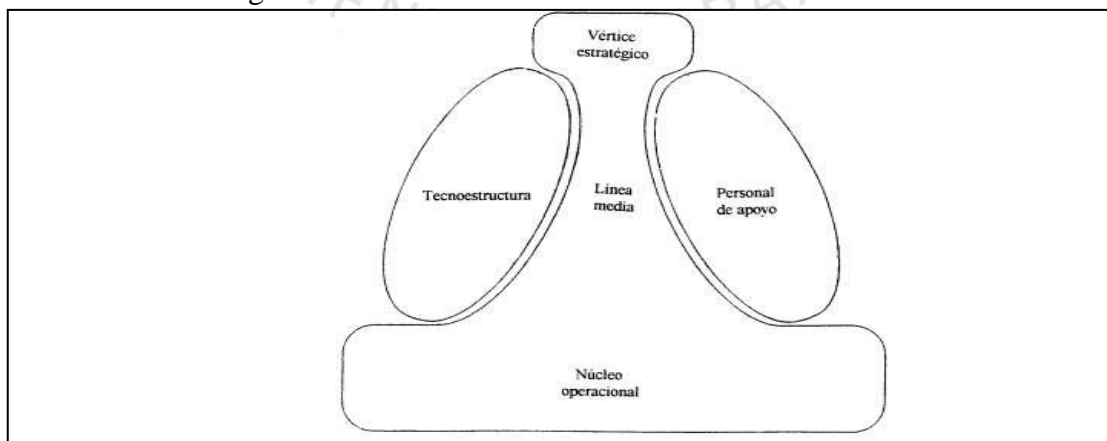 Vértice
estratégico
Tecnoestructura
Línea
media
Personal
de apoyo
Núcleo
operacional